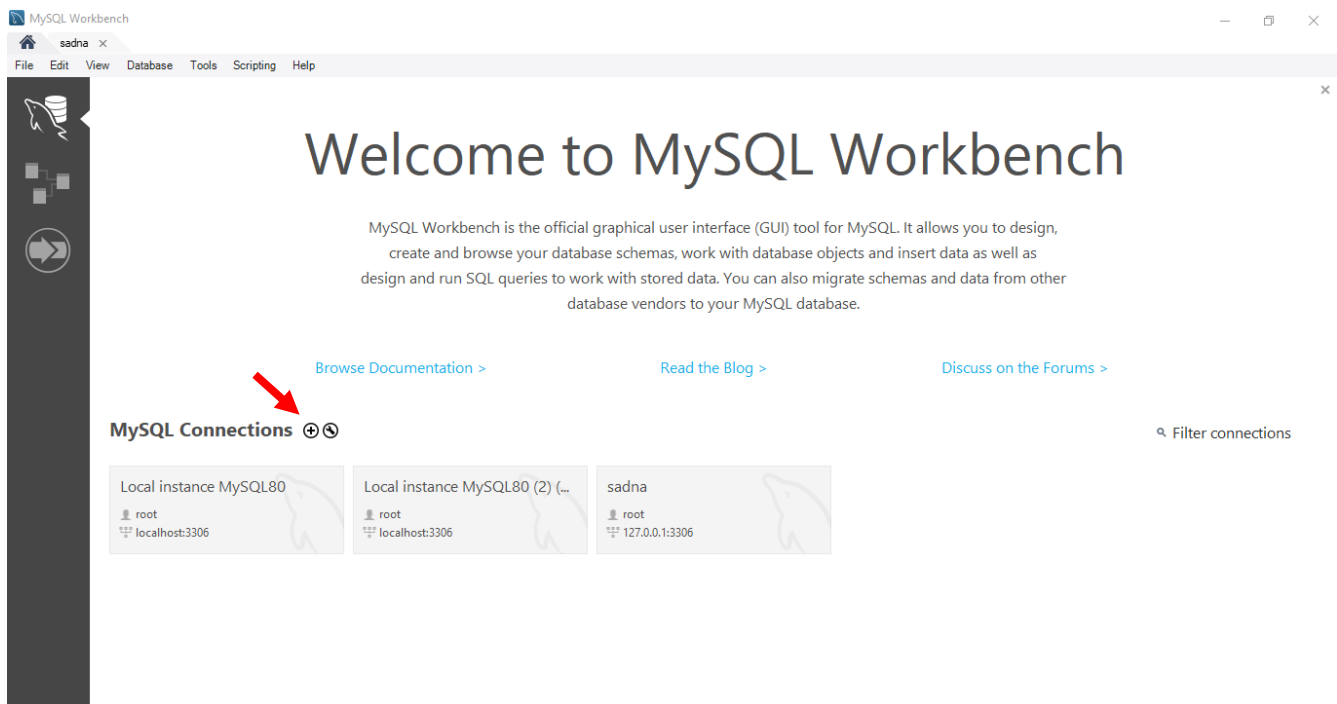 MySQL Workbench
sadna
File Edit View Database Tools Scripting Help
Welcome to MySQL Workbench
MySQL Workbench is the official graphical user interface (GUI) tool for MySQL. It allows you to design,
create and browse your database schemas, work with database objects and insert data as well as
design and run SQL queries to work with stored data. You can also migrate schemas and data from other
database vendors to your MySQL database.
Browse Documentation > Read the Blog > Discuss on the Forums >
MySQL Connections Filter connections
Local instance MySQL80 Local instance MySQL80 (2) (... sadna
root root root
localhost:3306 localhost:3306 127.0.0.1:3306